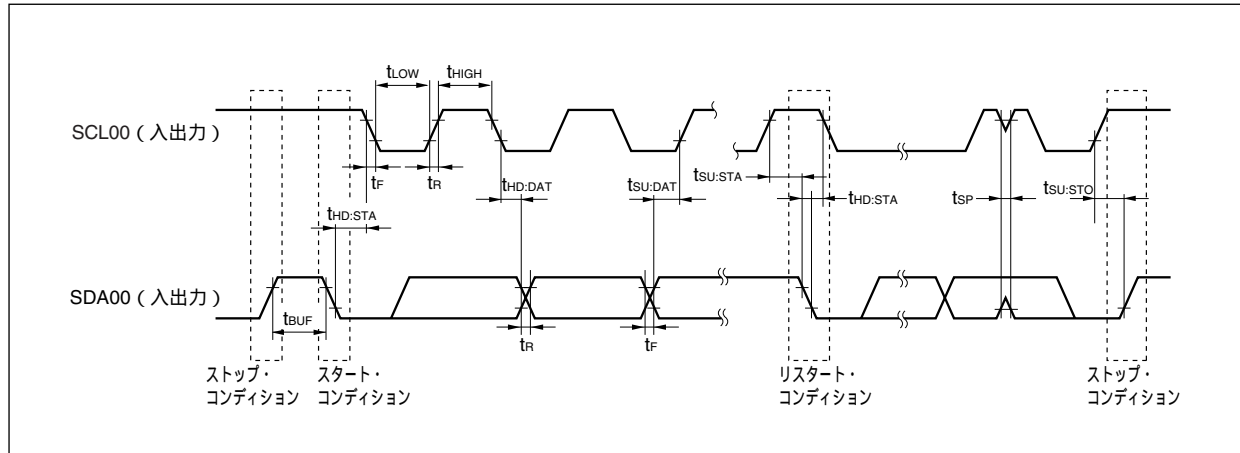 tLOW tHIGH
SCL00（入出力）
tF tR tHD:DAT tSU:DAT tSU:STA tHD:STA tSP tSU:STO
tHD:STA
SDA00（入出力）
tBUF tR tF
ストップ・ スタート・ リスタート・ ストップ・
コンディション コンディション コンディション コンディション